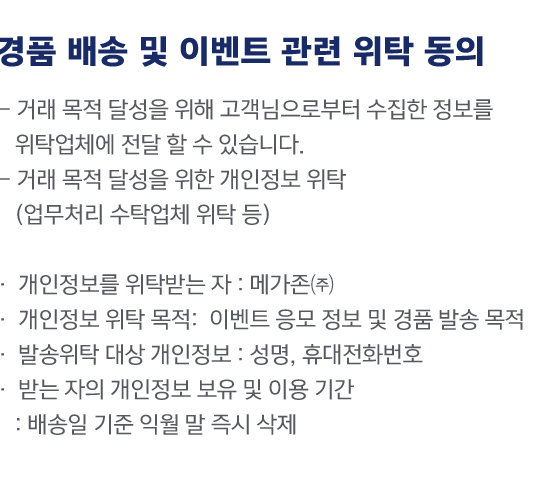 경품 배송 및 이벤트 관련 위탁 동의
- 거래 목적 달성을 위해 고객님으로부터 수집한 정보를
위탁업체에 전달 할 수 있습니다.
- 거래 목적 달성을 위한 개인정보 위탁
(업무처리 수탁업체 위탁 등)
· 개인정보를 위탁받는 자 : 메가존㈜
· 개인정보 위탁 목적: 이벤트 응모 정보 및 경품 발송 목적
· 발송위탁 대상 개인정보 : 성명, 휴대전화번호
· 받는 자의 개인정보 보유 및 이용 기간
: 배송일 기준 익월 말 즉시 삭제